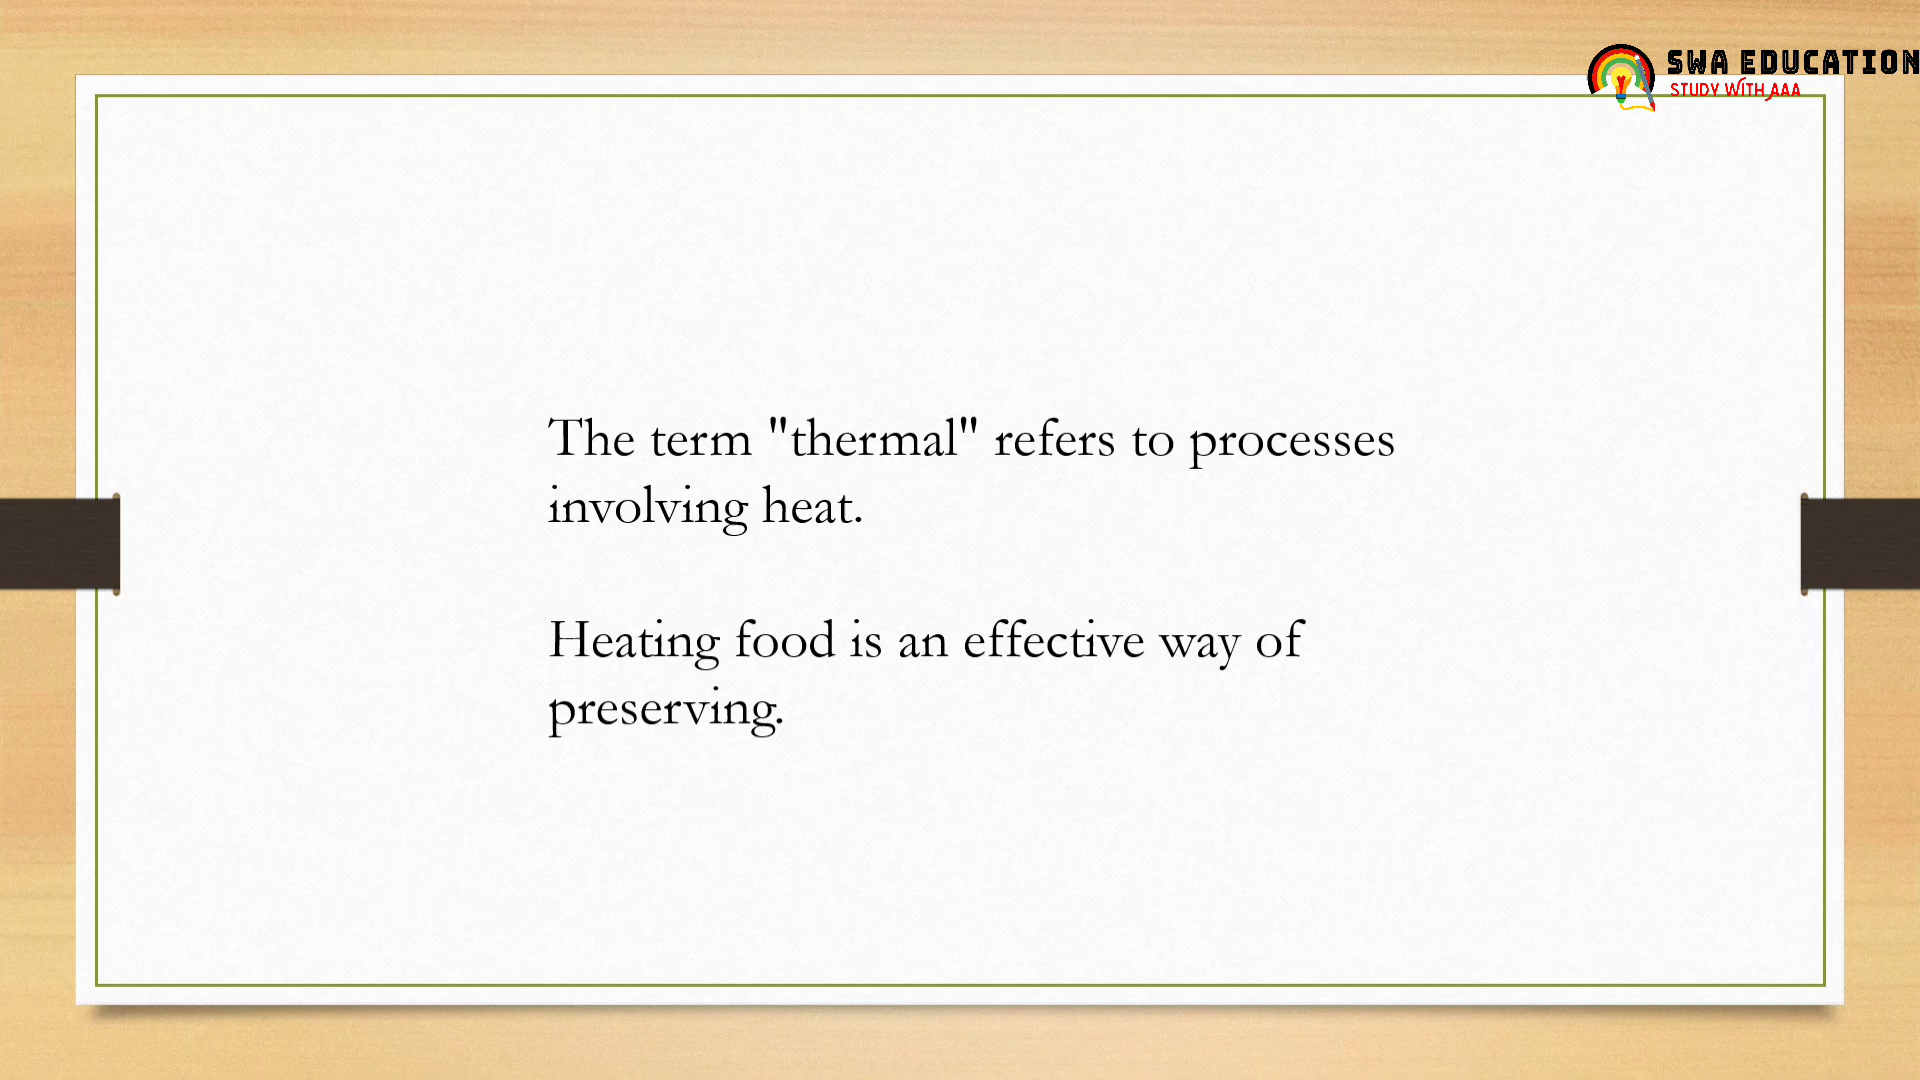 SWA EDUCATION
STUDY WITH AAA
The term "thermal" refers to processes
involving heat.
Heating food is an effective way of
preserving.